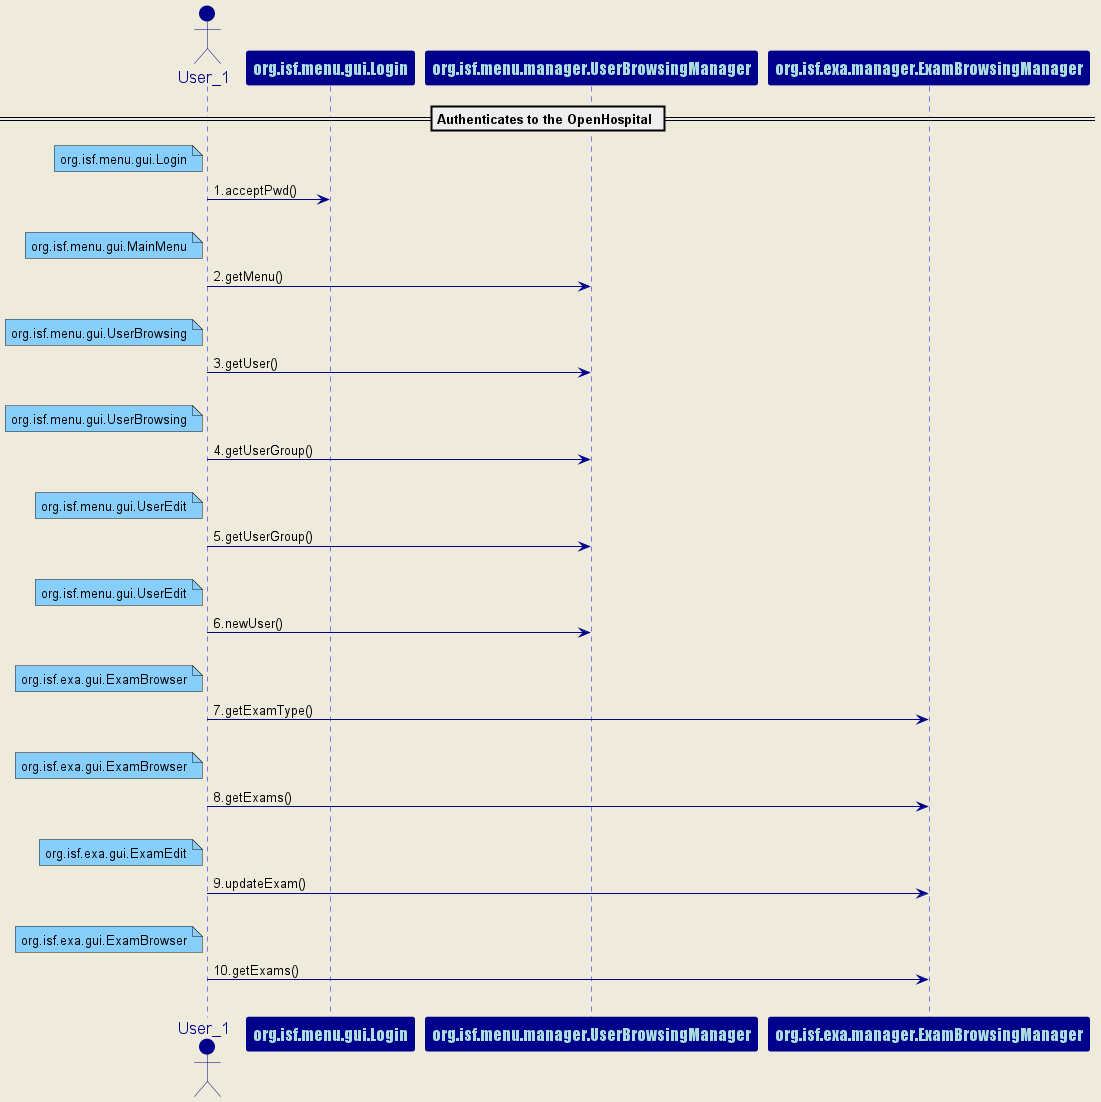 User_1
org.isf.menu.gui.Login
org.isf.menu.manager.UserBrowsingManager
org.isf.exa.manager.ExamBrowsingManager
Authenticates to the OpenHospital
org.isf.menu.gui.Login
1.acceptPwd()
org.isf.menu.gui.MainMenu
2.getMenu()
org.isf.menu.gui.UserBrowsing
3.getUser()
org.isf.menu.gui.UserBrowsing
4.getUserGroup()
org.isf.menu.gui.UserEdit
5.getUserGroup()
org.isf.menu.gui.UserEdit
6.newUser()
org.isf.exa.gui.ExamBrowser
7.getExamType()
org.isf.exa.gui.ExamBrowser
8.getExams()
org.isf.exa.gui.ExamEdit
9.updateExam()
org.isf.exa.gui.ExamBrowser
10.getExams()
User_1
org.isf.menu.gui.Login
org.isf.menu.manager.UserBrowsingManager
org.isf.exa.manager.ExamBrowsingManager